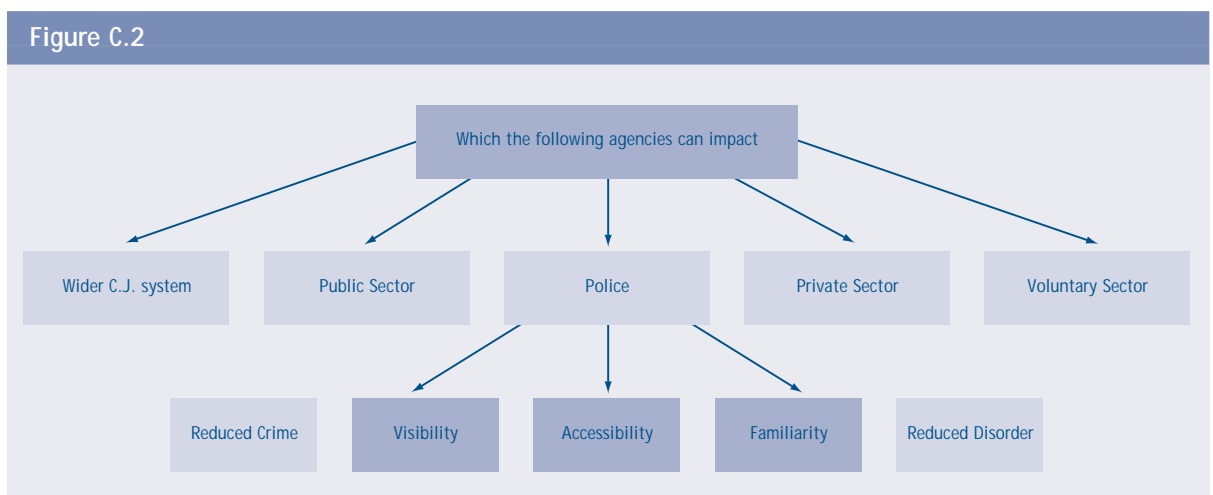 Figure C.2
Which the following agencies can impact
Wider C.J. system
Public Sector
Police
Private Sector
Voluntary Sector
Reduced Crime
Visibility
Accessibility
Familiarity
Reduced Disorder